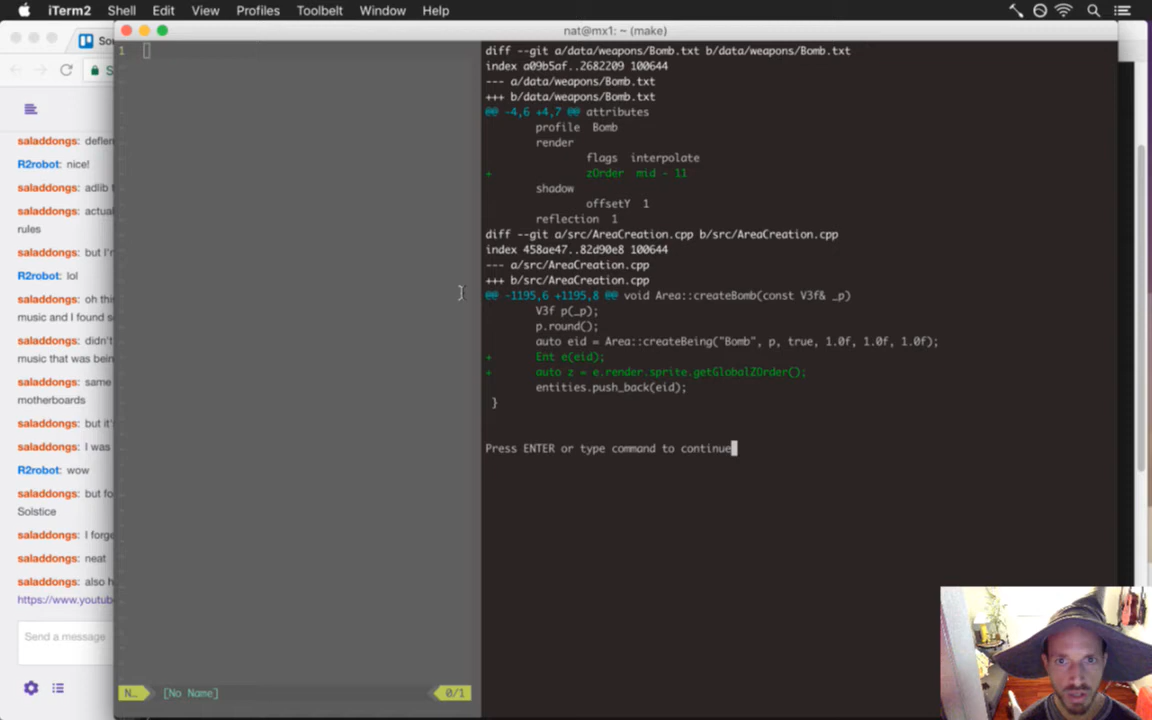 iTerm2 Shell Edit View Profiles Toolbelt Window Help
nat@mx1: ~ (make)
saladdongs: deflem
R2robot: nice!
saladdongs: adlib
saladdongs: actual
rules
saladdongs: but I'm
R2robot: lol
saladdongs: oh thi
music and I found s
saladdongs: didn't
music that was bein
saladdongs: same
motherboards
saladdongs: but it's
saladdongs: I was
R2robot: wow
saladdongs: but fo
Solstice
saladdongs: I forge
saladdongs: neat
saladdongs: also h
https://www.youtub
Send a message
1
N... [No Name] 0/1
diff --git a/data/weapons/Bomb.txt b/data/weapons/Bomb.txt
index a09b5af..2682209 100644
--- a/data/weapons/Bomb.txt
+++ b/data/weapons/Bomb.txt
@@ -4,6 +4,7 @@ attributes
profile Bomb
render
flags interpolate
+ zOrder mid - 11
shadow
offsetY 1
reflection 1
diff --git a/src/AreaCreation.cpp b/src/AreaCreation.cpp
index 458ae47..82d90e8 100644
--- a/src/AreaCreation.cpp
+++ b/src/AreaCreation.cpp
@@ -1195,6 +1195,8 @@ void Area::createBomb(const V3f& _p)
V3f p(_p);
p.round();
auto eid = Area::createBeing("Bomb", p, true, 1.0f, 1.0f, 1.0f);
+ Ent e(eid);
+ auto z = e.render.sprite.getGlobalZOrder();
entities.push_back(eid);
}
Press ENTER or type command to continue